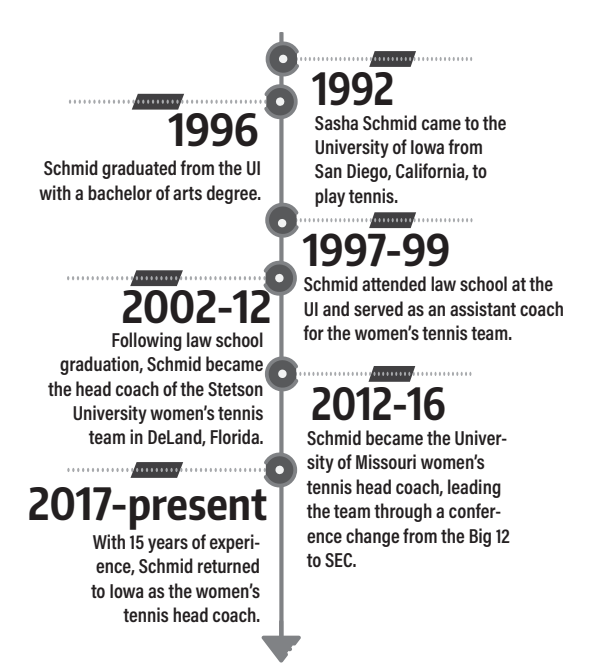 1992
Sasha Schmid came to the
University of Iowa from
San Diego, California, to
play tennis.
1996
Schmid graduated from the UI
with a bachelor of arts degree.
1997-99
Schmid attended law school at the
UI and served as an assistant coach
for the women’s tennis team.
2002-12
Following law school
graduation, Schmid became
the head coach of the Stetson
University women’s tennis
team in DeLand, Florida.
2012-16
Schmid became the Univer-
sity of Missouri women’s
tennis head coach, leading
the team through a confer-
ence change from the Big 12
to SEC.
2017-present
With 15 years of experi-
ence, Schmid returned
to Iowa as the women’s
tennis head coach.